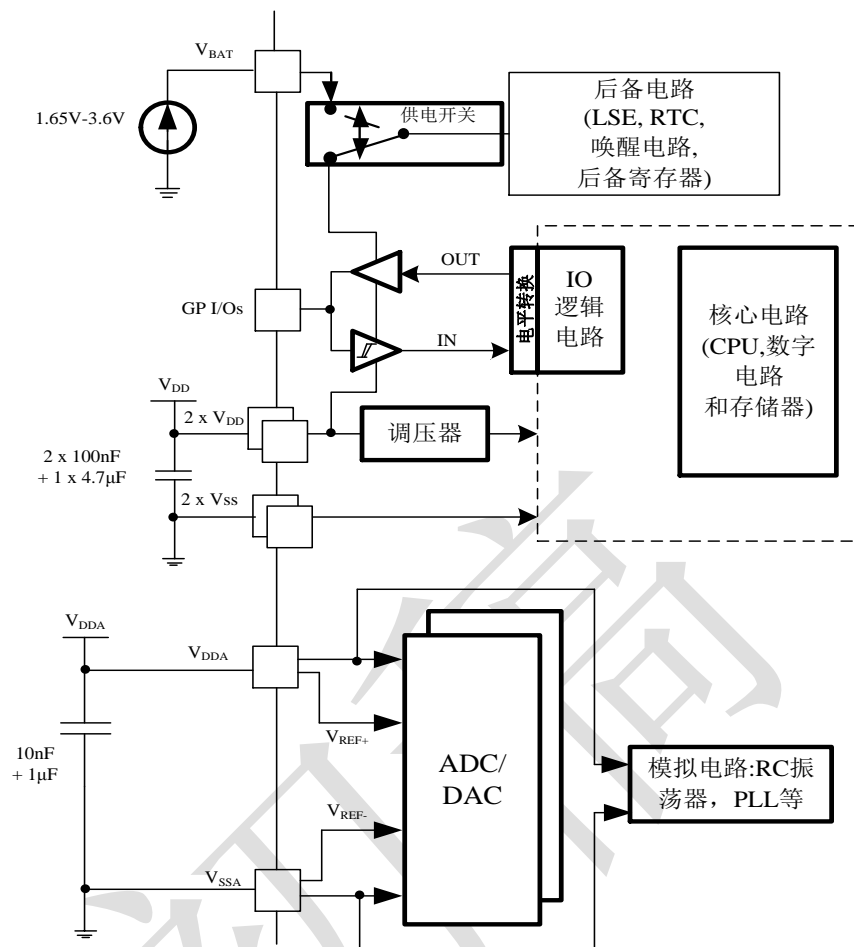 V_BAT
1.65V-3.6V
供电开关
后备电路
(LSE, RTC,
唤醒电路,
后备寄存器)
OUT
GP I/Os
IN
电平转换
IO
逻辑
电路
核心电路
(CPU,数字
电路
和存储器)
V_DD
2 x V_DD
调压器
2 x 100nF
+ 1 x 4.7μF
2 x Vss
V_DDA
V_DDA
V_REF+
10nF
+ 1μF
ADC/
DAC
模拟电路:RC振
荡器，PLL等
V_REF-
V_SSA